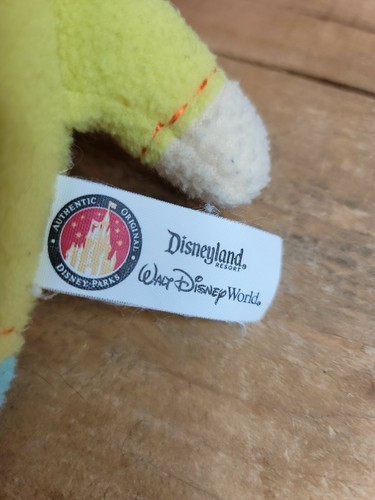 AUTHENTIC • ORIGINAL
DISNEY•PARKS
Disneyland®
RESORT
Walt Disney World®